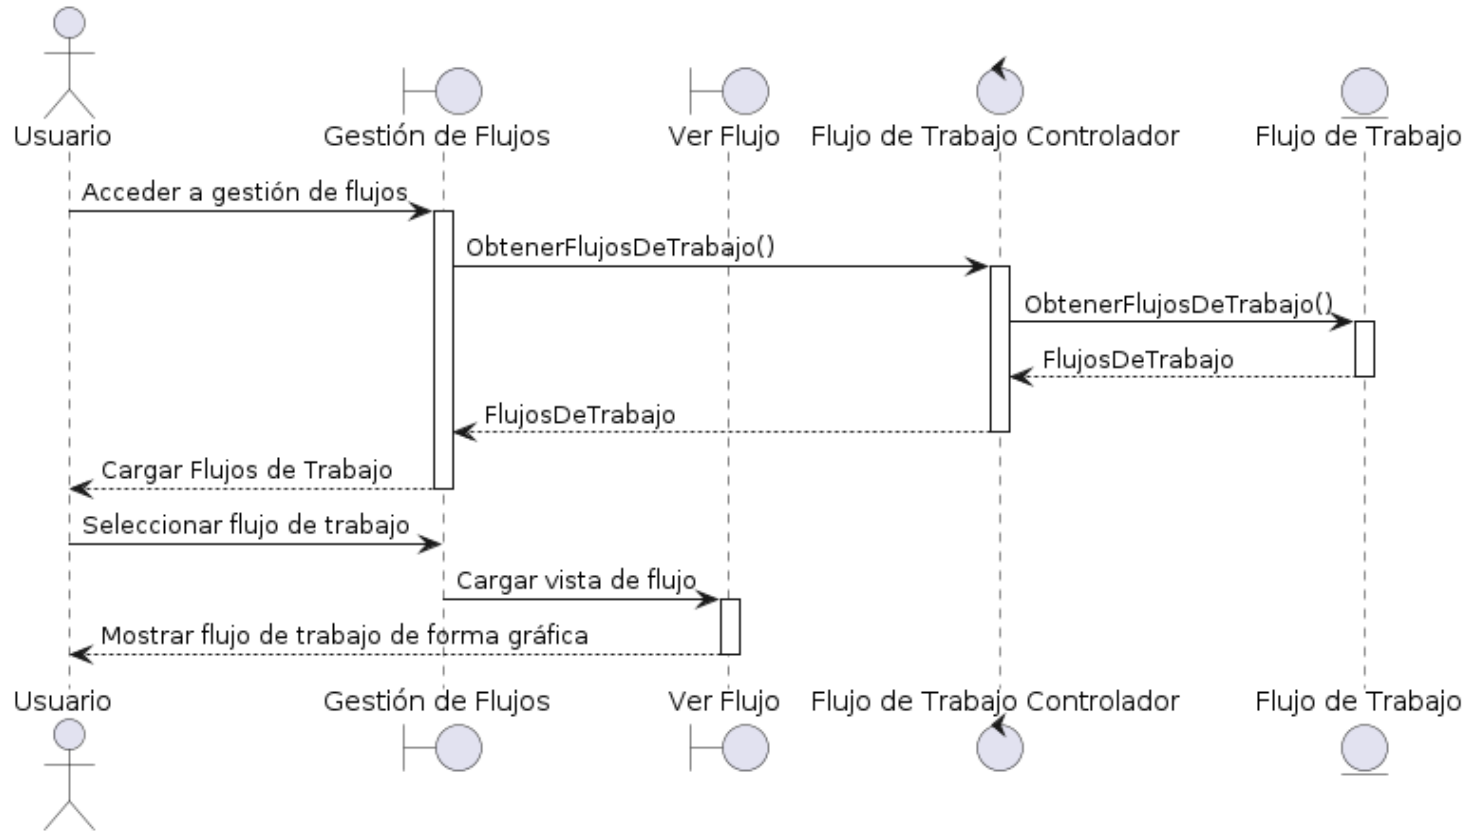 Usuario
Gestión de Flujos
Ver Flujo
Flujo de Trabajo Controlador
Flujo de Trabajo
Acceder a gestión de flujos
ObtenerFlujosDeTrabajo()
ObtenerFlujosDeTrabajo()
FlujosDeTrabajo
FlujosDeTrabajo
Cargar Flujos de Trabajo
Seleccionar flujo de trabajo
Cargar vista de flujo
Mostrar flujo de trabajo de forma gráfica
Usuario
Gestión de Flujos
Ver Flujo
Flujo de Trabajo Controlador
Flujo de Trabajo